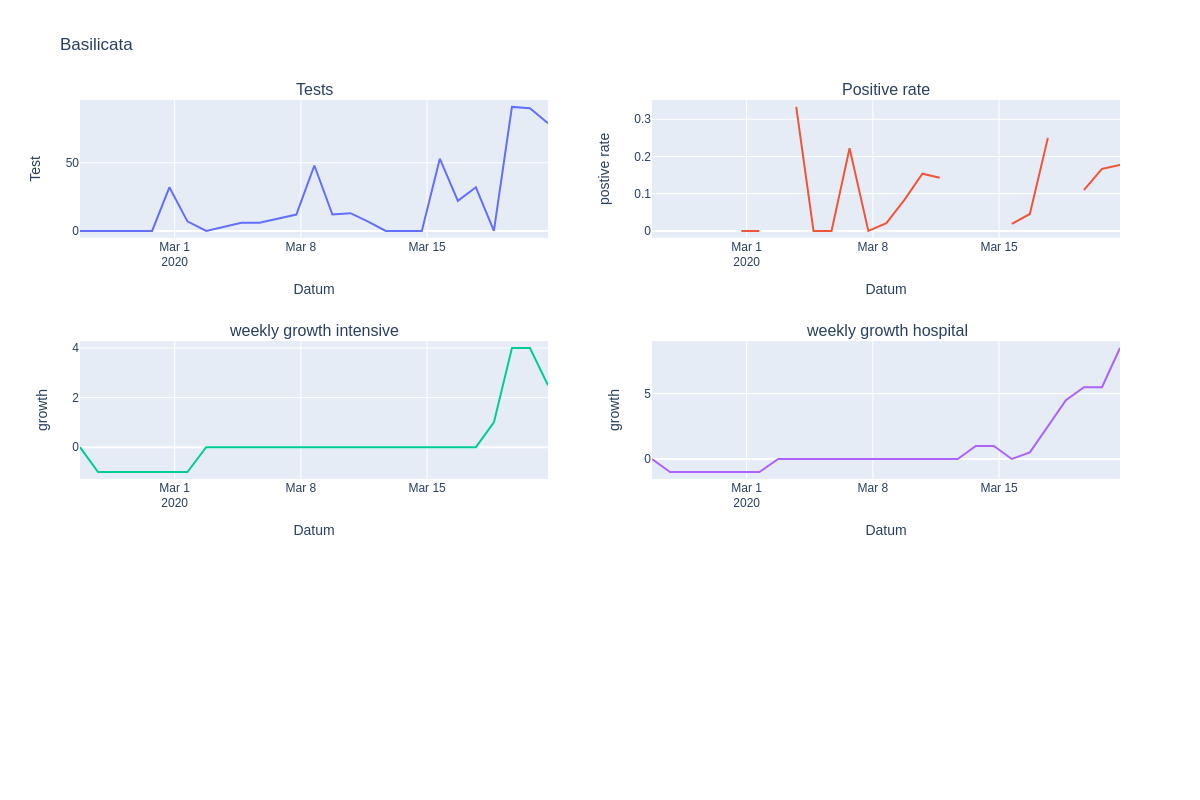 Basilicata
Tests
Positive rate
Test
50
0
Mar 1
2020
Mar 8
Mar 15
Datum
postive rate
0.3
0.2
0.1
0
Mar 1
2020
Mar 8
Mar 15
Datum
weekly growth intensive
weekly growth hospital
growth
4
2
0
Mar 1
2020
Mar 8
Mar 15
Datum
growth
5
0
Mar 1
2020
Mar 8
Mar 15
Datum